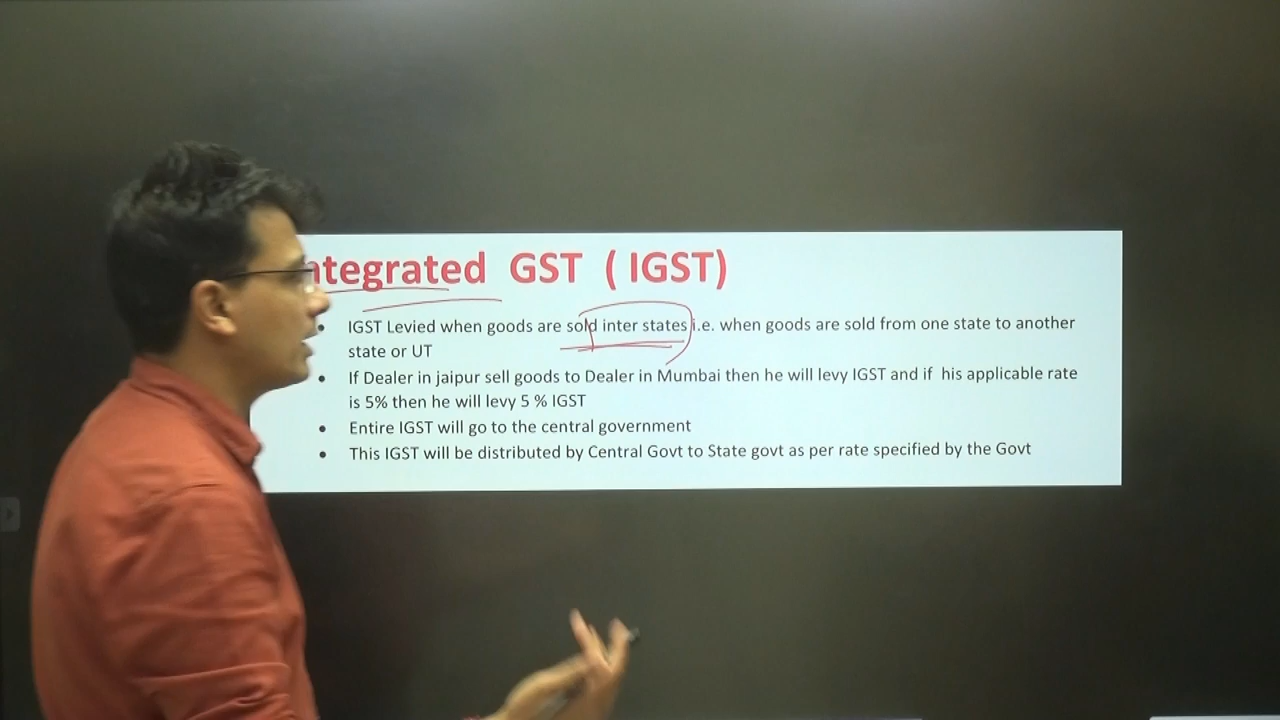 ntegrated GST ( IGST)
• IGST Levied when goods are sold inter states i.e. when goods are sold from one state to another
state or UT
• If Dealer in jaipur sell goods to Dealer in Mumbai then he will levy IGST and if his applicable rate
is 5% then he will levy 5 % IGST
• Entire IGST will go to the central government
• This IGST will be distributed by Central Govt to State govt as per rate specified by the Govt